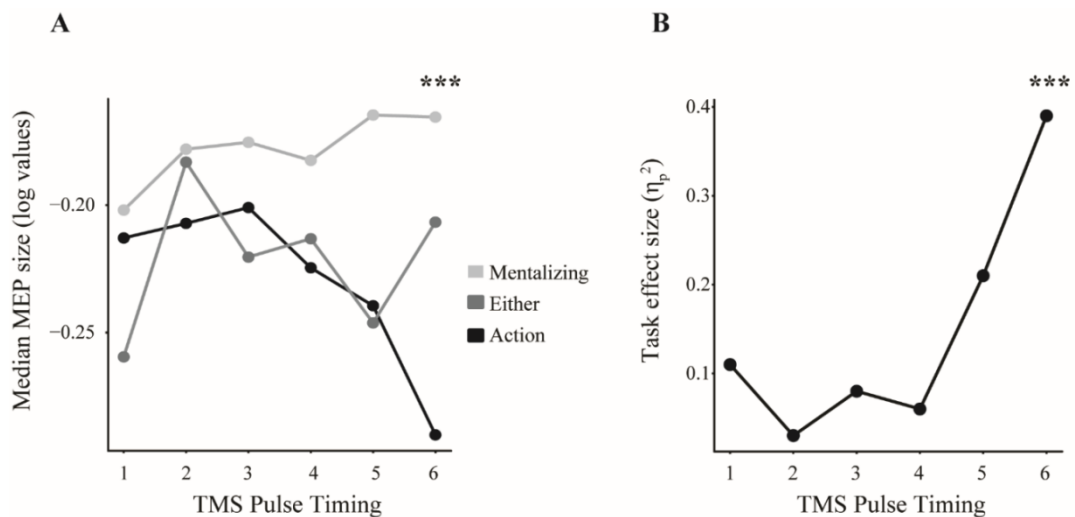 A
***
Median MEP size (log values)
−0.20
−0.25
1 2 3 4 5 6
TMS Pulse Timing
Mentalizing
Either
Action
B
***
Task effect size (ηp²)
0.4
0.3
0.2
0.1
1 2 3 4 5 6
TMS Pulse Timing